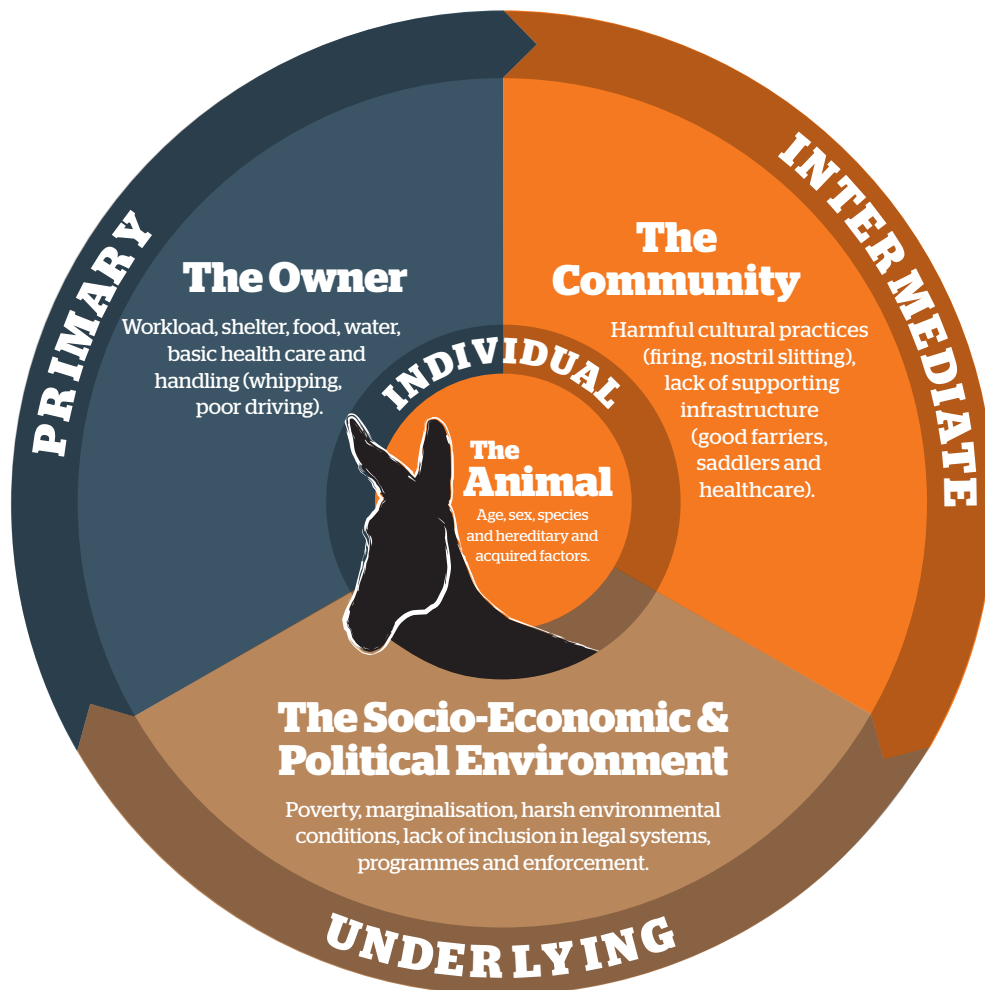 PRIMARY
The Owner
Workload, shelter, food, water,
basic health care and
handling (whipping,
poor driving).
INTERMEDIATE
The
Community
Harmful cultural practices
(firing, nostril slitting),
lack of supporting
infrastructure
(good farriers,
saddlers and
healthcare).
INDIVIDUAL
The
Animal
Age, sex, species
and hereditary and
acquired factors.
The Socio-Economic &
Political Environment
Poverty, marginalisation, harsh environmental
conditions, lack of inclusion in legal systems,
programmes and enforcement.
UNDERLYING